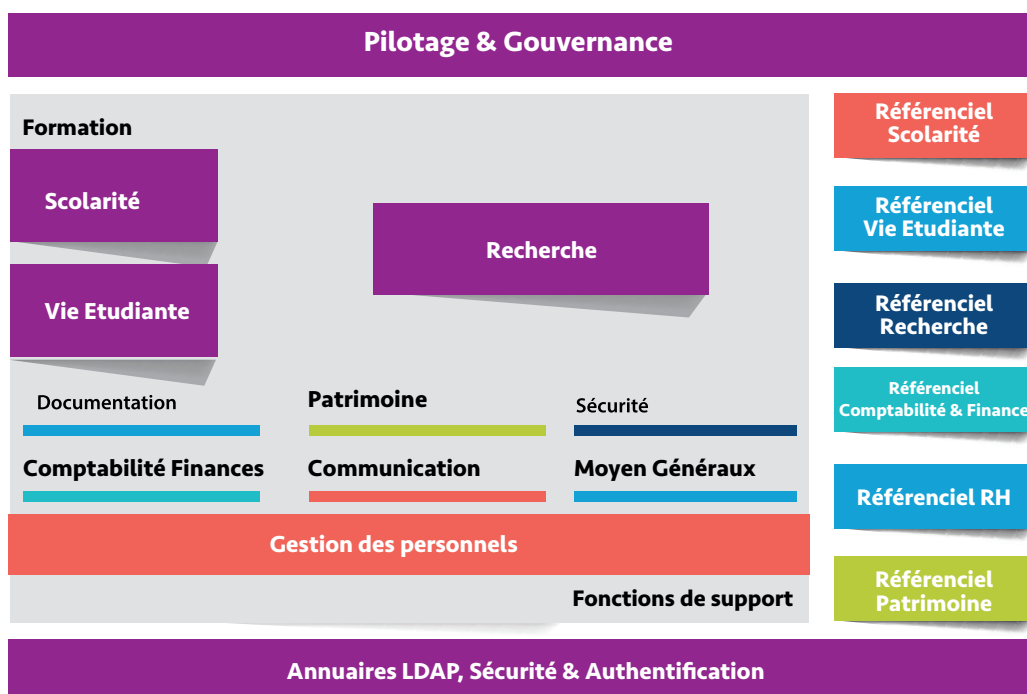 Pilotage & Gouvernance
Formation
Scolarité
Vie Etudiante
Recherche
Documentation
Patrimoine
Sécurité
Comptabilité Finances
Communication
Moyen Généraux
Gestion des personnels
Fonctions de support
Référenciel
Scolarité
Référenciel
Vie Etudiante
Référenciel
Recherche
Référenciel
Comptabilité & Finance
Référenciel RH
Référenciel
Patrimoine
Annuaires LDAP, Sécurité & Authentification